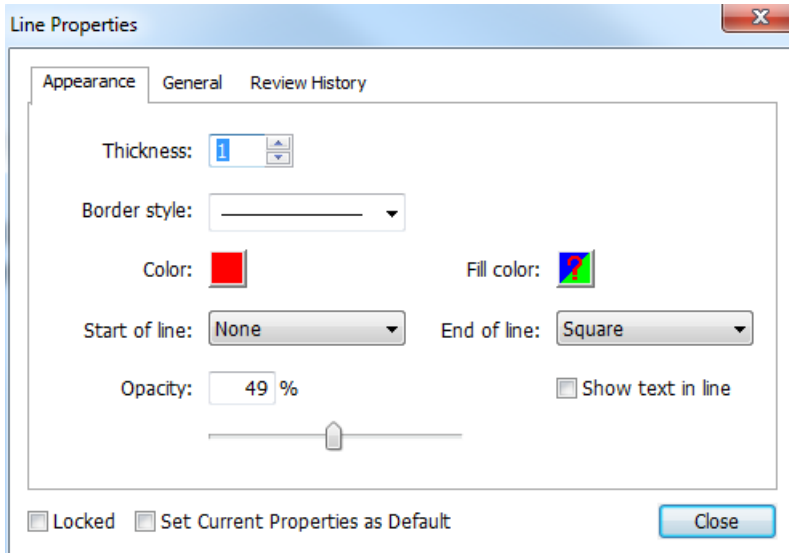 Line Properties
Appearance General Review History
Thickness: 1
Border style:
Color: Fill color: ?
Start of line: None End of line: Square
Opacity: 49 % Show text in line
Locked Set Current Properties as Default Close